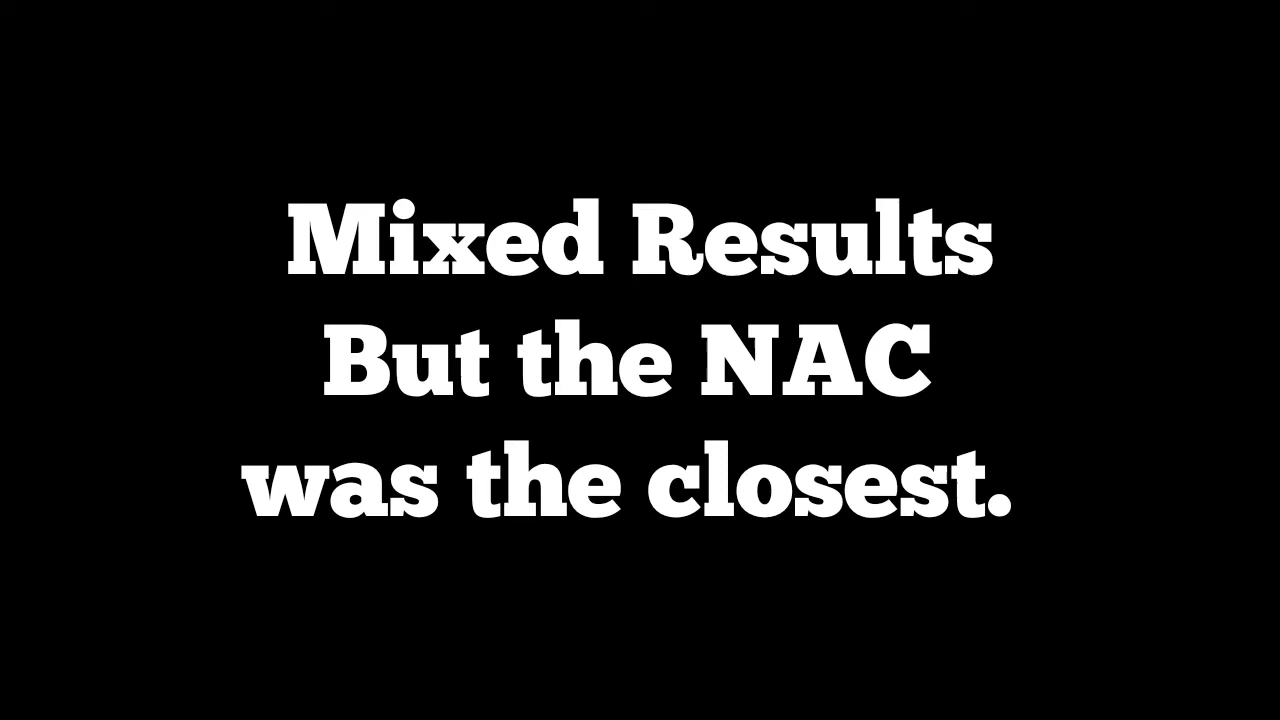 Mixed Results
But the NAC
was the closest.